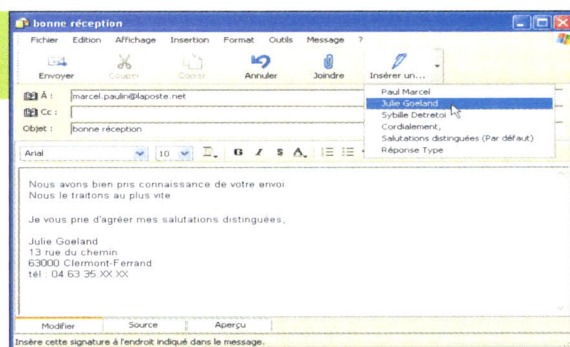 bonne réception
Fichier Edition Affichage Insertion Format Outils Message ?
Envoyer Couper Copier Annuler Joindre Insérer un...
À : marcel.paulin@laposte.net
Cc :
Objet : bonne réception
Paul Marcel
Julie Goeland
Sybille Detretoi
Cordialement,
Salutations distinguées (Par défaut)
Réponse Type
Arial 10 G I S A
Nous avons bien pris connaissance de votre envoi
Nous le traitons au plus vite
Je vous prie d'agréer mes salutations distinguées,
Julie Goeland
13 rue du chemin
63000 Clermont-Ferrand
tél : 04.63.35.XX.XX
Modifier Source Aperçu
Insère cette signature à l'endroit indiqué dans le message.